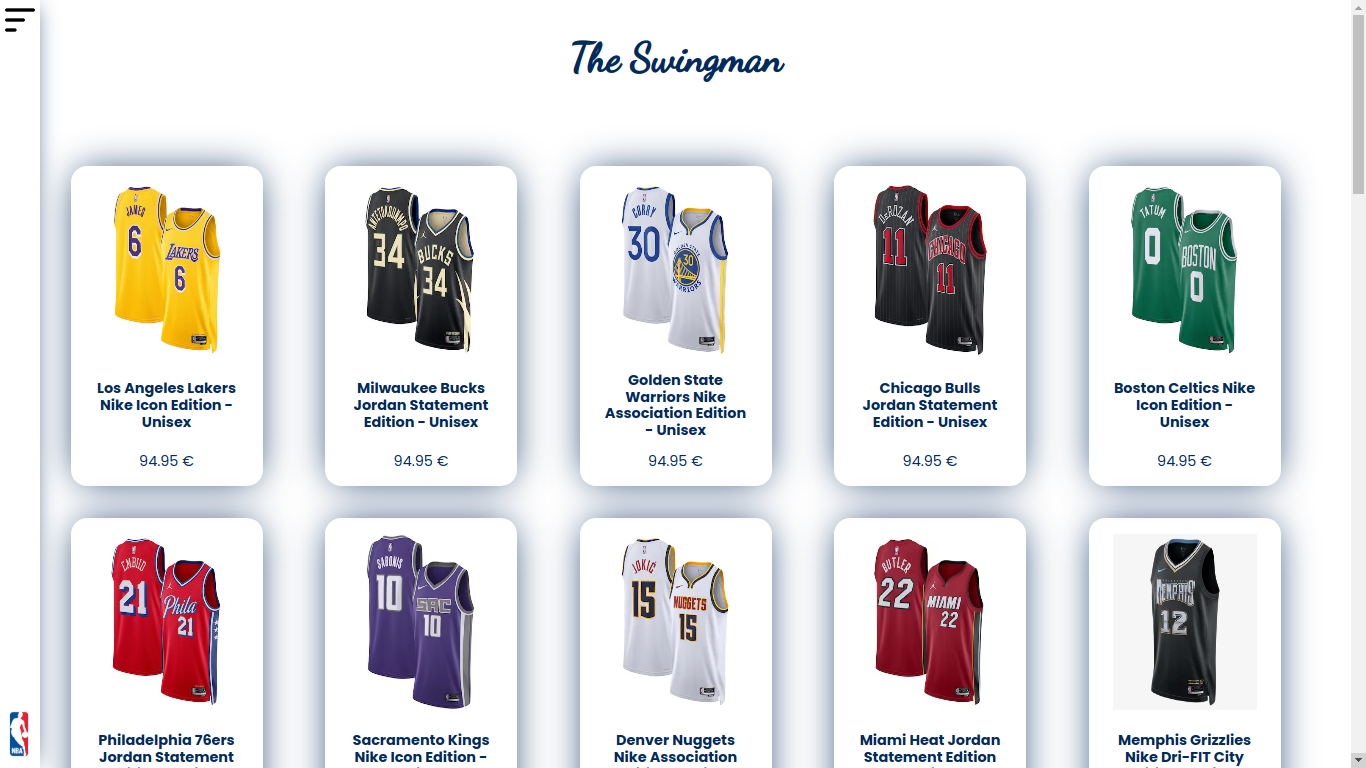 The Swingman
JAMES
6
LAKERS
6
ANTETOKOUNMPO
34
BUCKS
34
CURRY
30
GOLDEN STATE
30
WARRIORS
DeROZAN
11
CHICAGO
11
TATUM
0
BOSTON
0
Los Angeles Lakers
Nike Icon Edition -
Unisex
94.95 €
Milwaukee Bucks
Jordan Statement
Edition - Unisex
94.95 €
Golden State
Warriors Nike
Association Edition
- Unisex
94.95 €
Chicago Bulls
Jordan Statement
Edition - Unisex
94.95 €
Boston Celtics Nike
Icon Edition -
Unisex
94.95 €
EMBIID
21
Phila
21
SABONIS
10
SAC
10
JOKIĆ
15
NUGGETS
15
BUTLER
22
MIAMI
22
MEMPHIS
12
Philadelphia 76ers
Jordan Statement
Sacramento Kings
Nike Icon Edition -
Denver Nuggets
Nike Association
Miami Heat Jordan
Statement Edition
Memphis Grizzlies
Nike Dri-FIT City
NBA